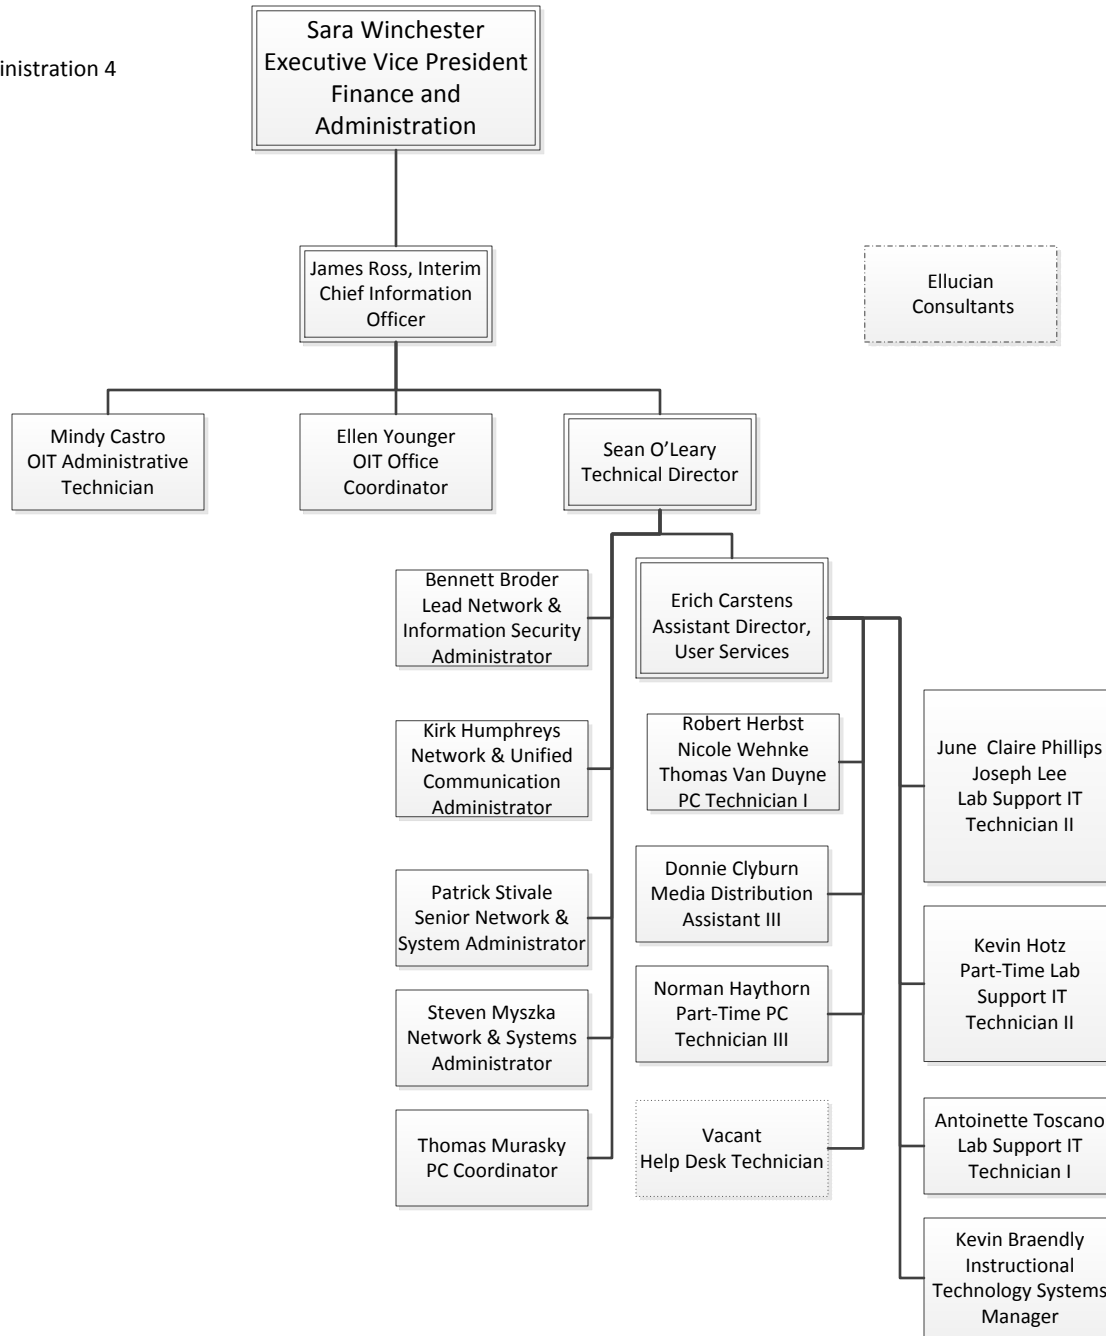 Sara Winchester
Executive Vice President
Finance and
Administration
inistration 4
James Ross, Interim
Chief Information
Officer
Ellucian
Consultants
Mindy Castro
OIT Administrative
Technician
Ellen Younger
OIT Office
Coordinator
Sean O’Leary
Technical Director
Bennett Broder
Lead Network &
Information Security
Administrator
Erich Carstens
Assistant Director,
User Services
Kirk Humphreys
Network & Unified
Communication
Administrator
Robert Herbst
Nicole Wehnke
Thomas Van Duyne
PC Technician I
June Claire Phillips
Joseph Lee
Lab Support IT
Technician II
Patrick Stivale
Senior Network &
System Administrator
Donnie Clyburn
Media Distribution
Assistant III
Kevin Hotz
Part-Time Lab
Support IT
Technician II
Steven Myszka
Network & Systems
Administrator
Norman Haythorn
Part-Time PC
Technician III
Thomas Murasky
PC Coordinator
Vacant
Help Desk Technician
Antoinette Toscano
Lab Support IT
Technician I
Kevin Braendly
Instructional
Technology Systems
Manager